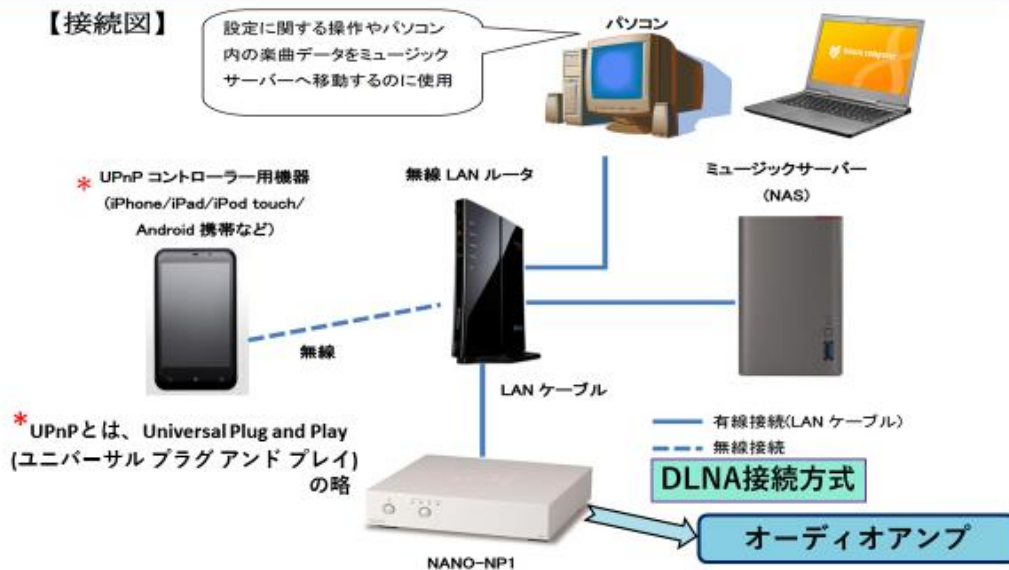 【接続図】
設定に関する操作やパソコン
内の楽曲データをミュージック
サーバーへ移動するのに使用
パソコン
* UPnP コントローラー用機器
(iPhone/iPad/iPod touch/
Android 携帯など)
無線 LAN ルータ
ミュージックサーバー
(NAS)
無線
LAN ケーブル
*UPnPとは、Universal Plug and Play
(ユニバーサル プラグ アンド プレイ)
の略
有線接続(LAN ケーブル)
無線接続
DLNA接続方式
オーディオアンプ
NANO-NP1